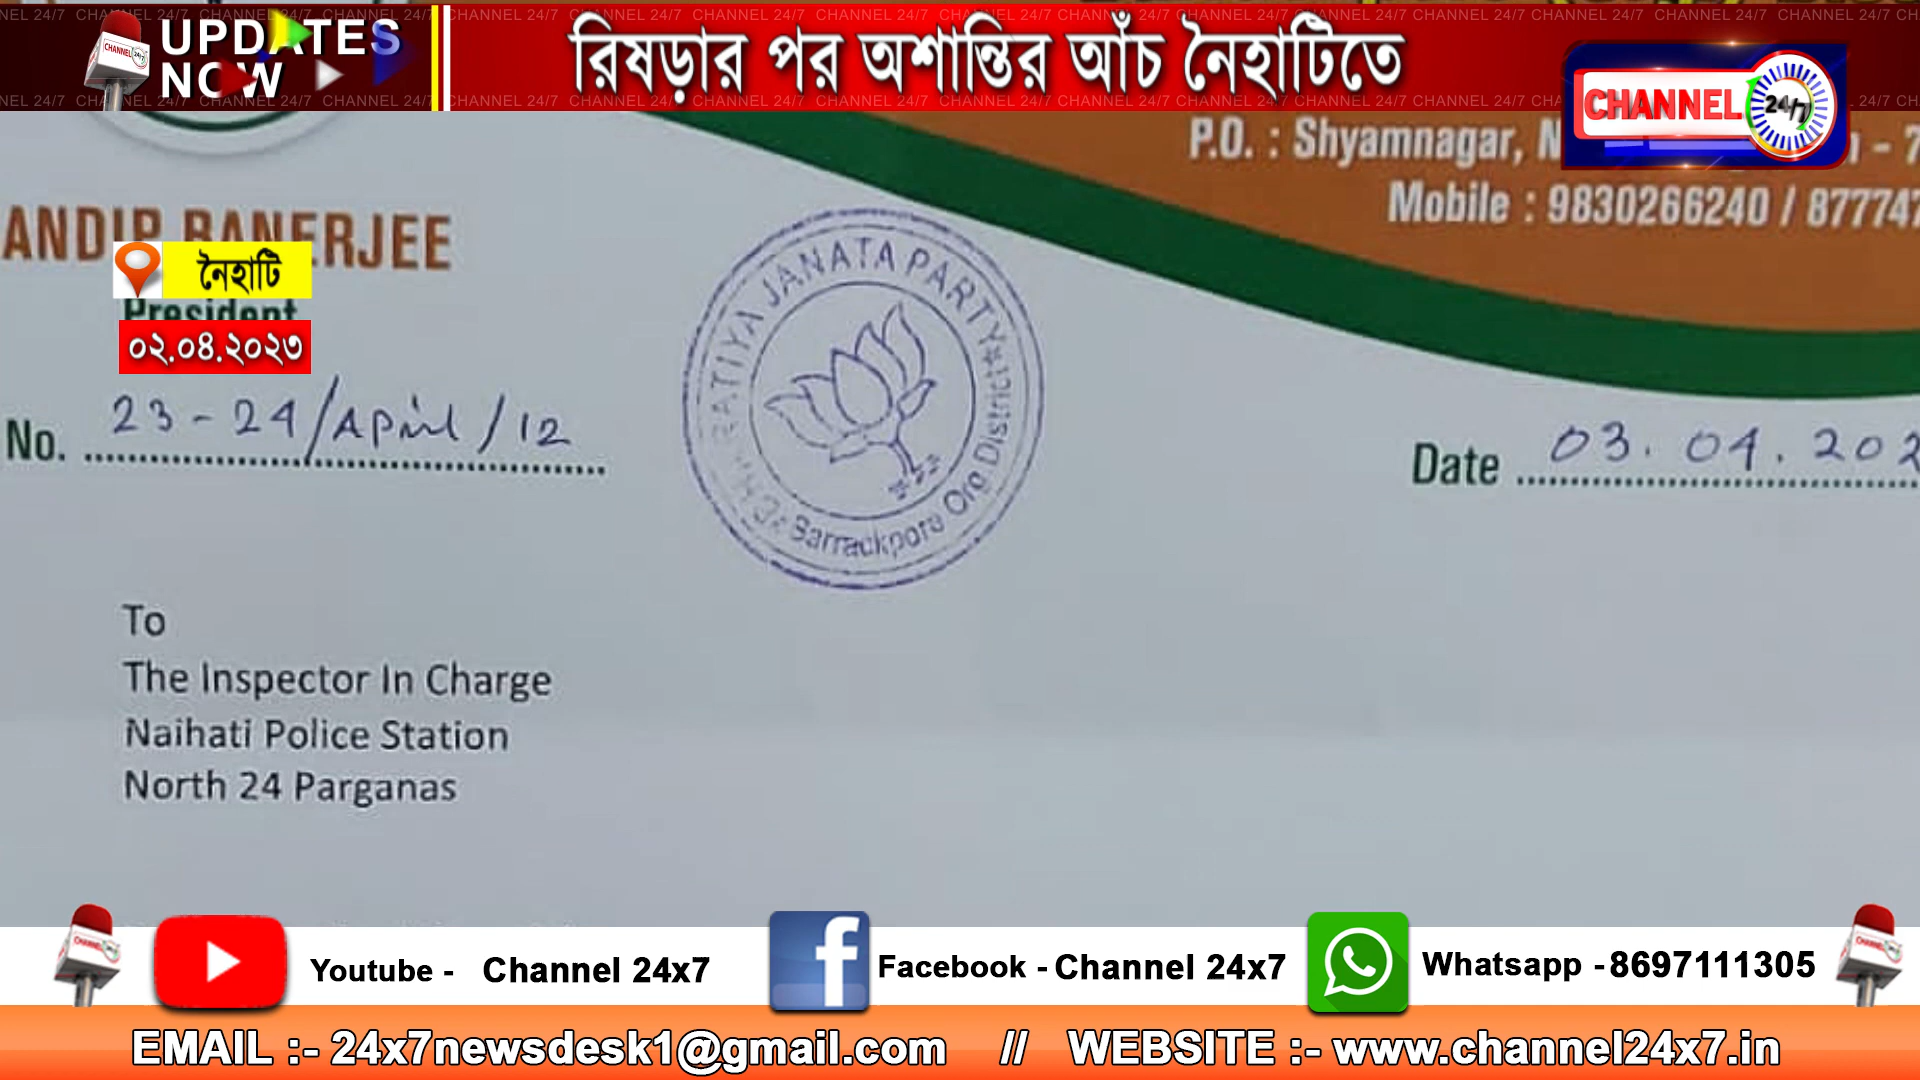 UPDATES
NOW
রিষড়ার পর অশান্তির আঁচ নৈহাটিতে
CHANNEL 24/7
P.O. : Shyamnagar,
Mobile : 9830266240 / 87774
ANDIP BANERJEE
নৈহাটি
President
০২.০৪.২০২৩
No. 23-24/April/12
BHARATIYA JANATA PARTY
Barrackpore Org District
Date 03.04.202
To
The Inspector In Charge
Naihati Police Station
North 24 Parganas
Youtube - Channel 24x7
Facebook - Channel 24x7
Whatsapp - 8697111305
EMAIL :- 24x7newsdesk1@gmail.com // WEBSITE :- www.channel24x7.in